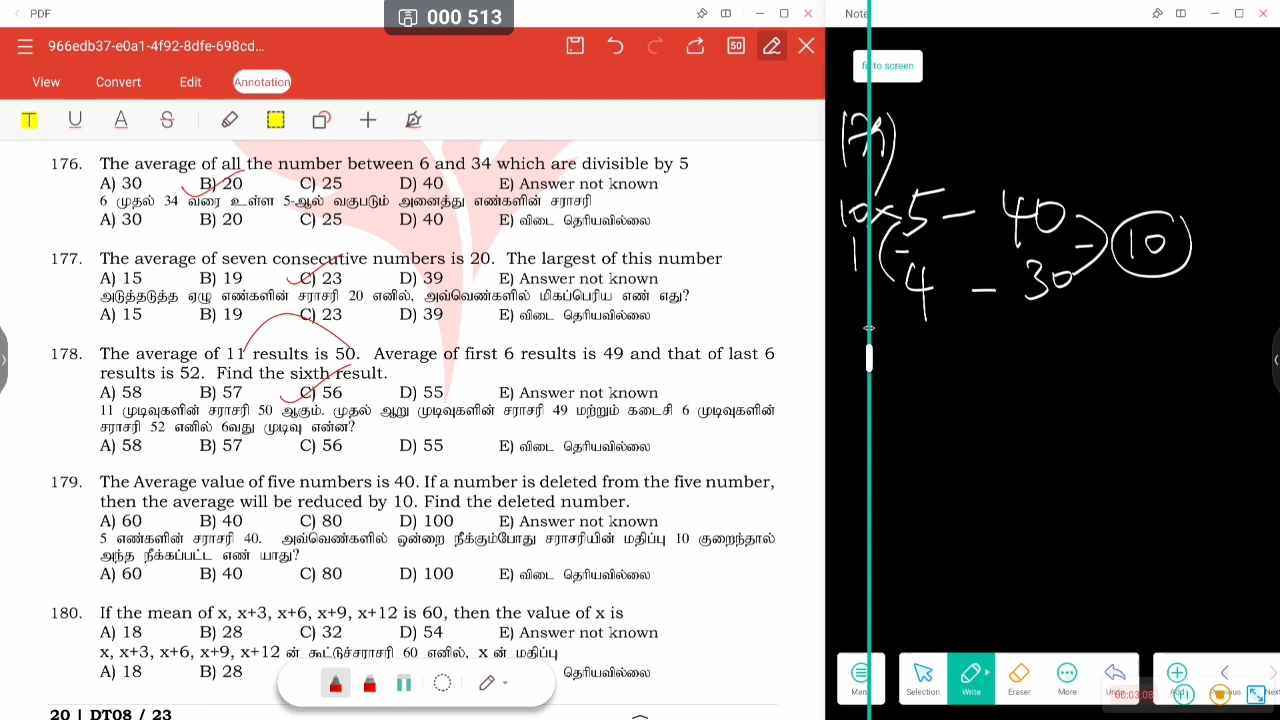 PDF
000 513
Note
966edb37-e0a1-4f92-8dfe-698cd...
50
View Convert Edit Annotation
fit to screen
176. The average of all the number between 6 and 34 which are divisible by 5
A) 30 B) 20 C) 25 D) 40 E) Answer not known
6 முதல் 34 வரை உள்ள 5-ஆல் வகுபடும் அனைத்து எண்களின் சராசரி
A) 30 B) 20 C) 25 D) 40 E) விடை தெரியவில்லை
177. The average of seven consecutive numbers is 20. The largest of this number
A) 15 B) 19 C) 23 D) 39 E) Answer not known
அடுத்தடுத்த ஏழு எண்களின் சராசரி 20 எனில், அவ்வெண்களில் மிகப்பெரிய எண் எது?
A) 15 B) 19 C) 23 D) 39 E) விடை தெரியவில்லை
178. The average of 11 results is 50. Average of first 6 results is 49 and that of last 6
results is 52. Find the sixth result.
A) 58 B) 57 C) 56 D) 55 E) Answer not known
11 முடிவுகளின் சராசரி 50 ஆகும். முதல் ஆறு முடிவுகளின் சராசரி 49 மற்றும் கடைசி 6 முடிவுகளின்
சராசரி 52 எனில் 6வது முடிவு என்ன?
A) 58 B) 57 C) 56 D) 55 E) விடை தெரியவில்லை
179. The Average value of five numbers is 40. If a number is deleted from the five number,
then the average will be reduced by 10. Find the deleted number.
A) 60 B) 40 C) 80 D) 100 E) Answer not known
5 எண்களின் சராசரி 40. அவ்வெண்களில் ஒன்றை நீக்கும்போது சராசரியின் மதிப்பு 10 குறைந்தால்
அந்த நீக்கப்பட்ட எண் யாது?
A) 60 B) 40 C) 80 D) 100 E) விடை தெரியவில்லை
180. If the mean of x, x+3, x+6, x+9, x+12 is 60, then the value of x is
A) 18 B) 28 C) 32 D) 54 E) Answer not known
x, x+3, x+6, x+9, x+12 ன் கூட்டுச்சராசரி 60 எனில், x ன் மதிப்பு
A) 18 B) 28 தெரியவில்லை
20 | DT08 / 23
10×5 – 40
1 – – 10
4 – 30
Selection Write Eraser More
00:03:08